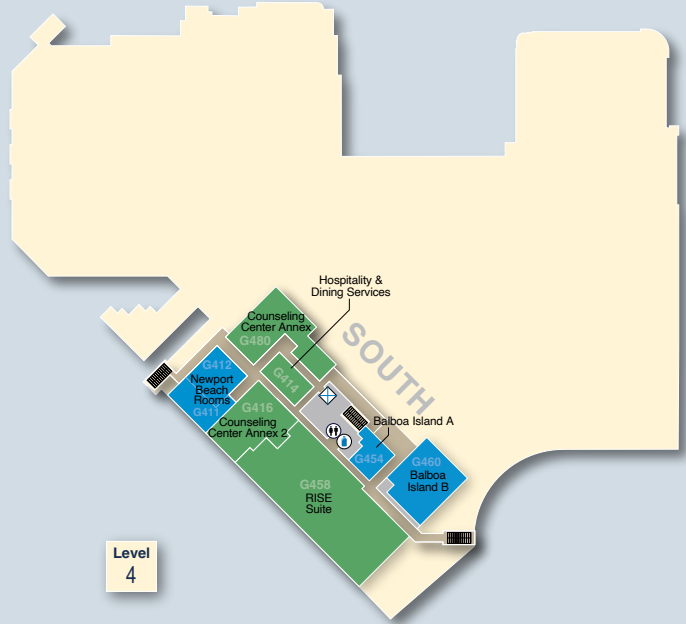 Hospitality &
Dining Services
Counseling
Center Annex
G480
SOUTH
G412
Newport
Beach
Rooms
G411
G414
G416
Counseling
Center Annex 2
Balboa Island A
G454
G460
Balboa
Island B
G458
RISE
Suite
Level
4